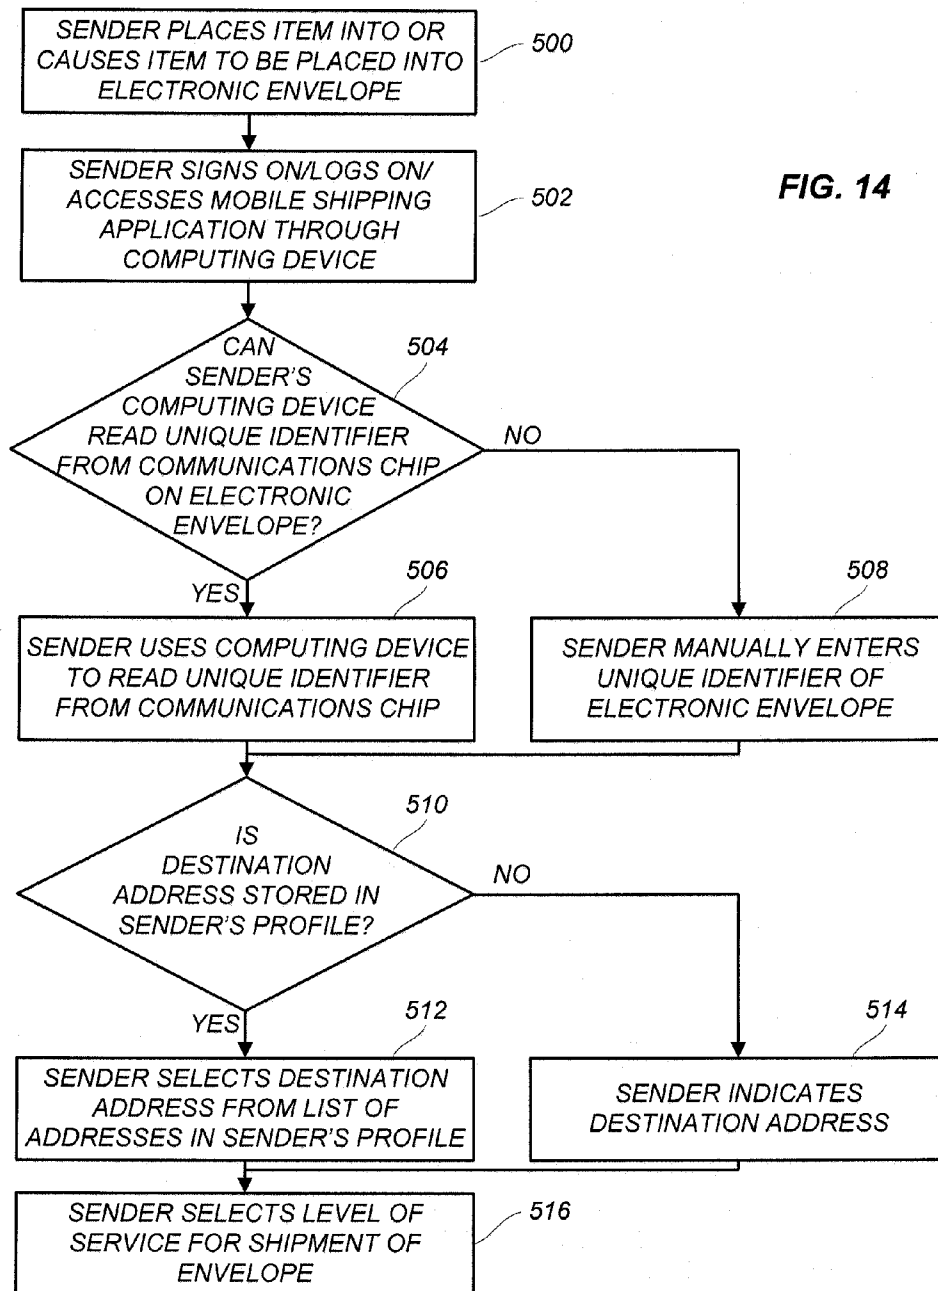 SENDER PLACES ITEM INTO OR
CAUSES ITEM TO BE PLACED INTO
ELECTRONIC ENVELOPE
500
SENDER SIGNS ON/LOGS ON/
ACCESSES MOBILE SHIPPING
APPLICATION THROUGH
COMPUTING DEVICE
502
FIG. 14
CAN
SENDER'S
COMPUTING DEVICE
READ UNIQUE IDENTIFIER
FROM COMMUNICATIONS CHIP
ON ELECTRONIC
ENVELOPE?
504
NO
YES
506
SENDER USES COMPUTING DEVICE
TO READ UNIQUE IDENTIFIER
FROM COMMUNICATIONS CHIP
508
SENDER MANUALLY ENTERS
UNIQUE IDENTIFIER OF
ELECTRONIC ENVELOPE
510
IS
DESTINATION
ADDRESS STORED IN
SENDER'S PROFILE?
NO
YES
512
SENDER SELECTS DESTINATION
ADDRESS FROM LIST OF
ADDRESSES IN SENDER'S PROFILE
514
SENDER INDICATES
DESTINATION ADDRESS
SENDER SELECTS LEVEL OF
SERVICE FOR SHIPMENT OF
ENVELOPE
516